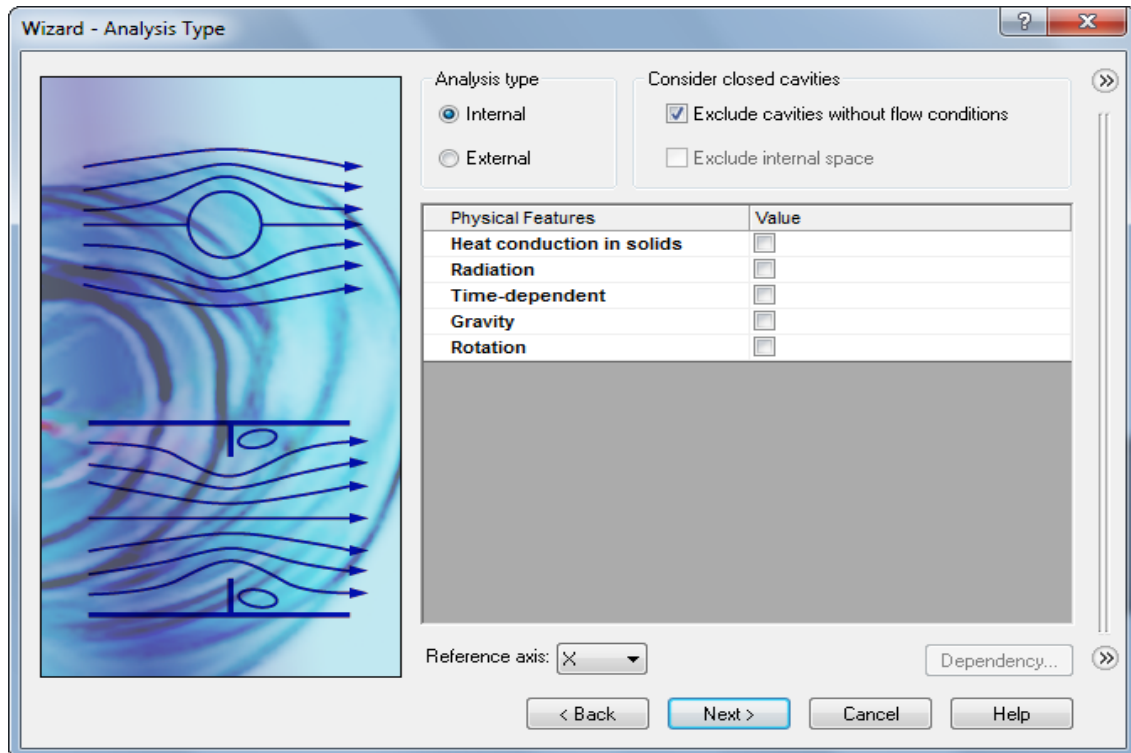 Wizard - Analysis Type
?
Analysis type
Internal
External
Consider closed cavities
Exclude cavities without flow conditions
Exclude internal space
Physical Features Value
Heat conduction in solids
Radiation
Time-dependent
Gravity
Rotation
Reference axis: X
Dependency...
< Back Next > Cancel Help